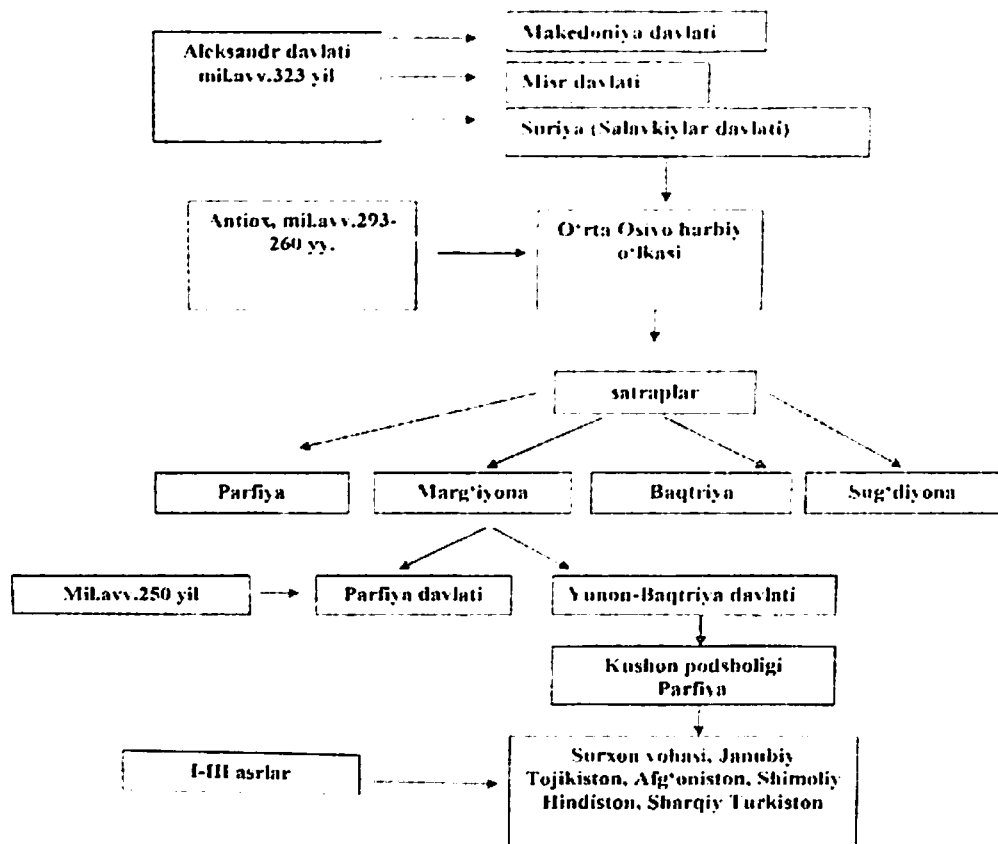 Aleksandr davlati
mil.avv.323 yil
Makedoniya davlati
Misr davlati
Suriya (Salavkiylar davlati)
Antiox, mil.avv.293-
260 yy.
O‘rta Osiyo harbiy
o‘lkasi
satraplar
Parfiya
Marg‘iyona
Baqtriya
Sug‘diyona
Mil.avv.250 yil
Parfiya davlati
Yunon-Baqtriya davlati
Kushon podsholigi
Parfiya
I-III asrlar
Surxon vohasi, Janubiy
Tojikiston, Afg‘oniston, Shimoliy
Hindiston, Sharqiy Turkiston